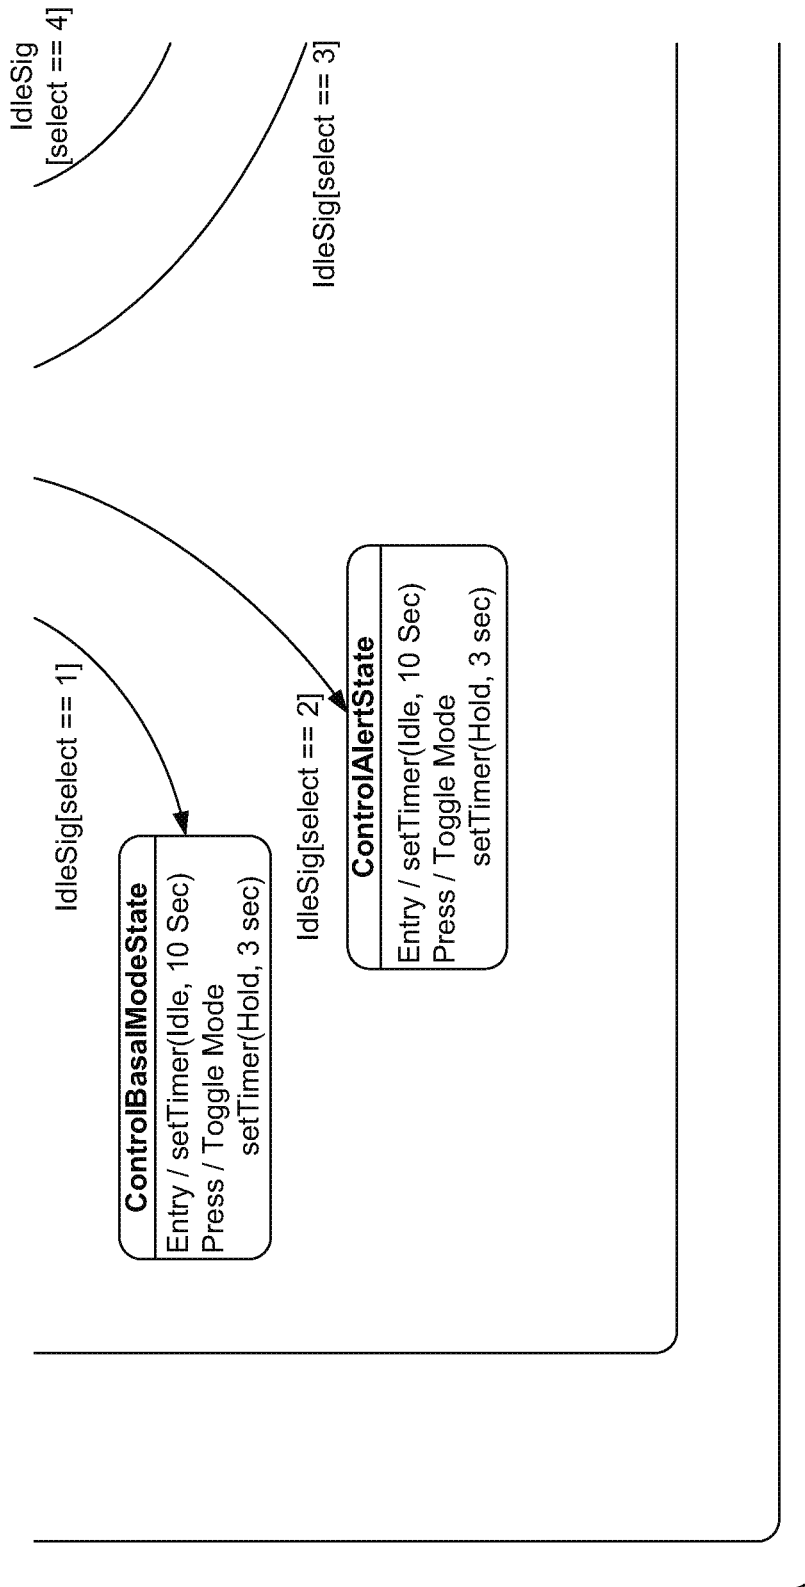 IdleSig
[select == 4]
IdleSig[select == 3]
IdleSig[select == 1]
ControlBasalModeState
Entry / setTimer(Idle, 10 Sec)
Press / Toggle Mode
setTimer(Hold, 3 sec)
IdleSig[select == 2]
ControlAlertState
Entry / setTimer(Idle, 10 Sec)
Press / Toggle Mode
setTimer(Hold, 3 sec)